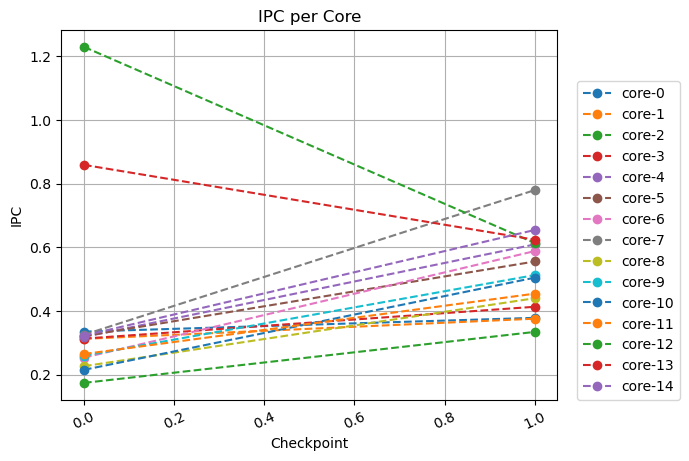 IPC per Core
IPC
1.2
1.0
0.8
0.6
0.4
0.2
0.0
0.2
0.4
0.6
0.8
1.0
Checkpoint
core-0
core-1
core-2
core-3
core-4
core-5
core-6
core-7
core-8
core-9
core-10
core-11
core-12
core-13
core-14